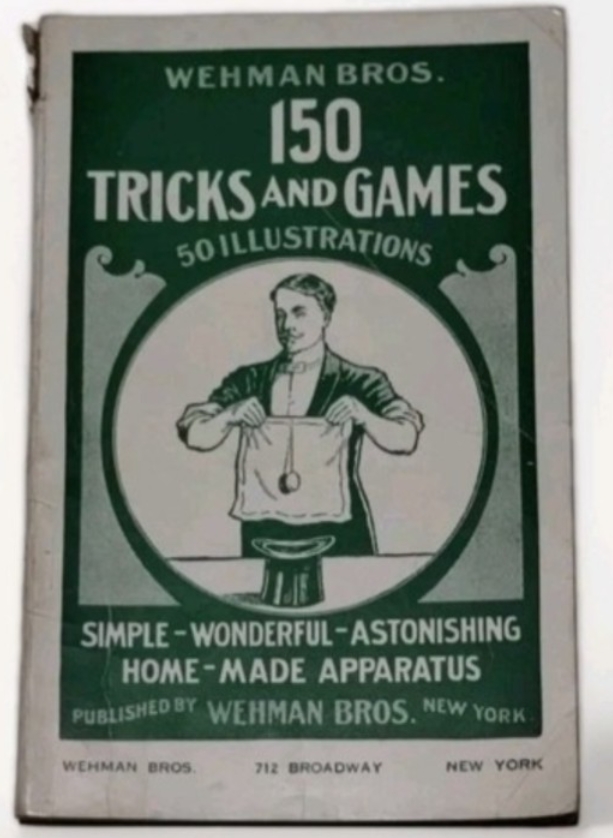 WEHMAN BROS.
150
TRICKS AND GAMES
50 ILLUSTRATIONS
SIMPLE-WONDERFUL-ASTONISHING
HOME-MADE APPARATUS
PUBLISHED BY WEHMAN BROS. NEW YORK.
WEHMAN BROS. 712 BROADWAY NEW YORK